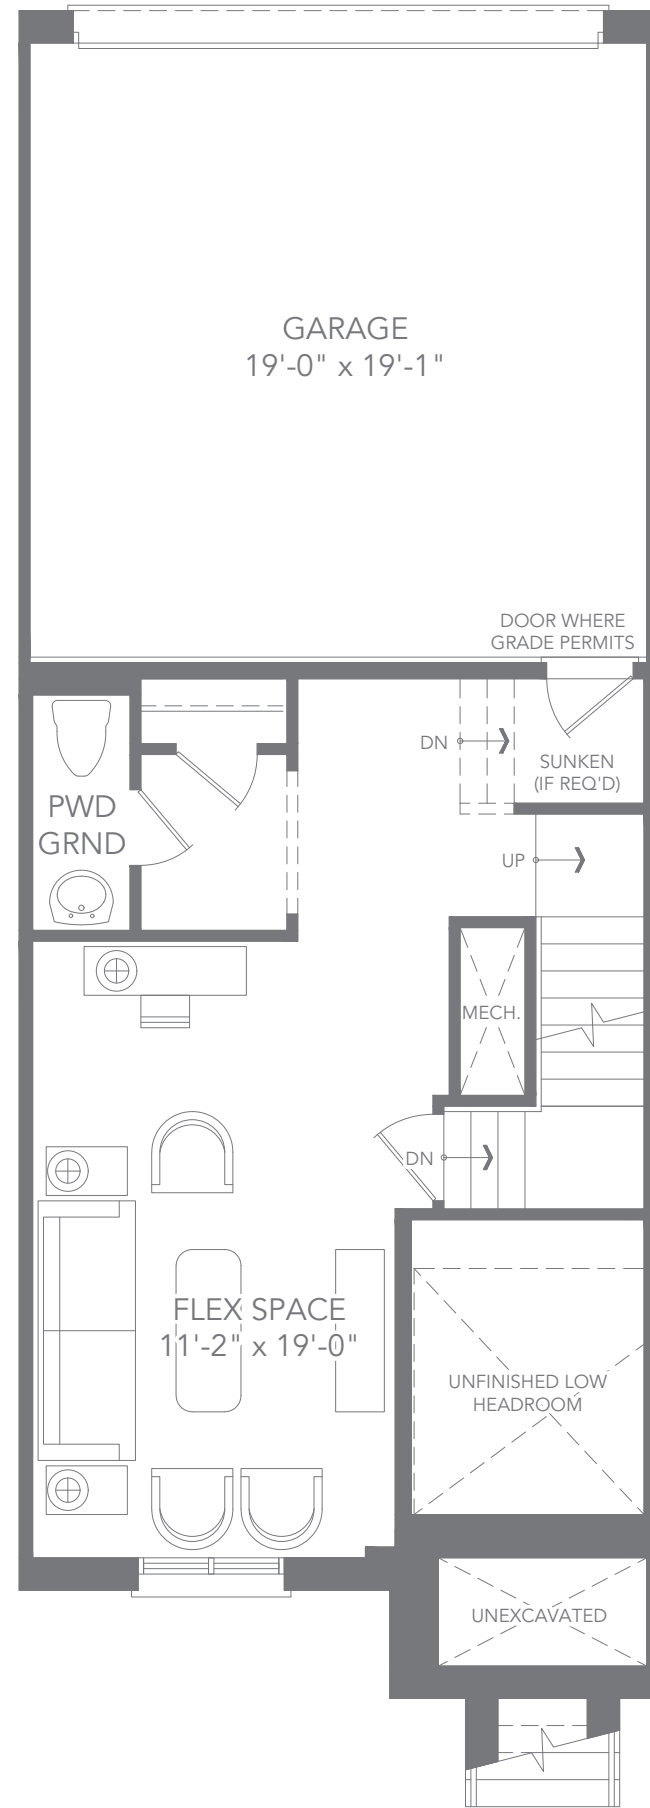 GARAGE
19'-0" x 19'-1"
DOOR WHERE
GRADE PERMITS
DN
SUNKEN
(IF REQ'D)
PWD
GRND
UP
MECH.
DN
FLEX SPACE
11'-2" x 19'-0"
UNFINISHED LOW
HEADROOM
UNEXCAVATED